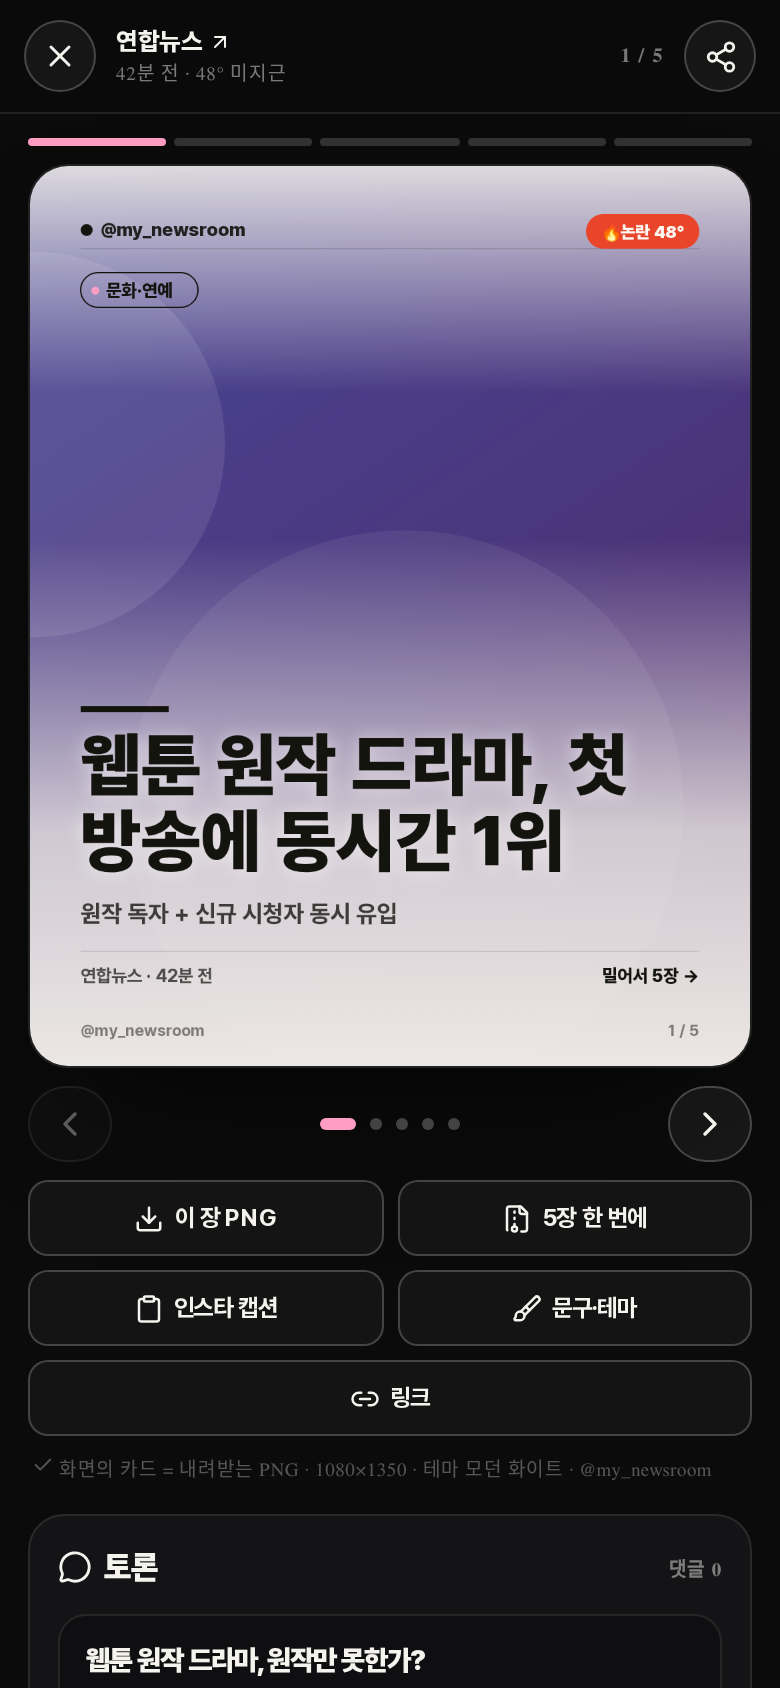 연합뉴스
42분 전 · 48° 미지근
1 / 5
@my_newsroom
🔥논란 48°
문화·연예
웹툰 원작 드라마, 첫
방송에 동시간 1위
원작 독자 + 신규 시청자 동시 유입
연합뉴스 · 42분 전
밀어서 5장 →
@my_newsroom
1 / 5
이 장 PNG
5장 한 번에
인스타 캡션
문구·테마
링크
화면의 카드 = 내려받는 PNG · 1080×1350 · 테마 모던 화이트 · @my_newsroom
토론
댓글 0
웹툰 원작 드라마, 원작만 못한가?